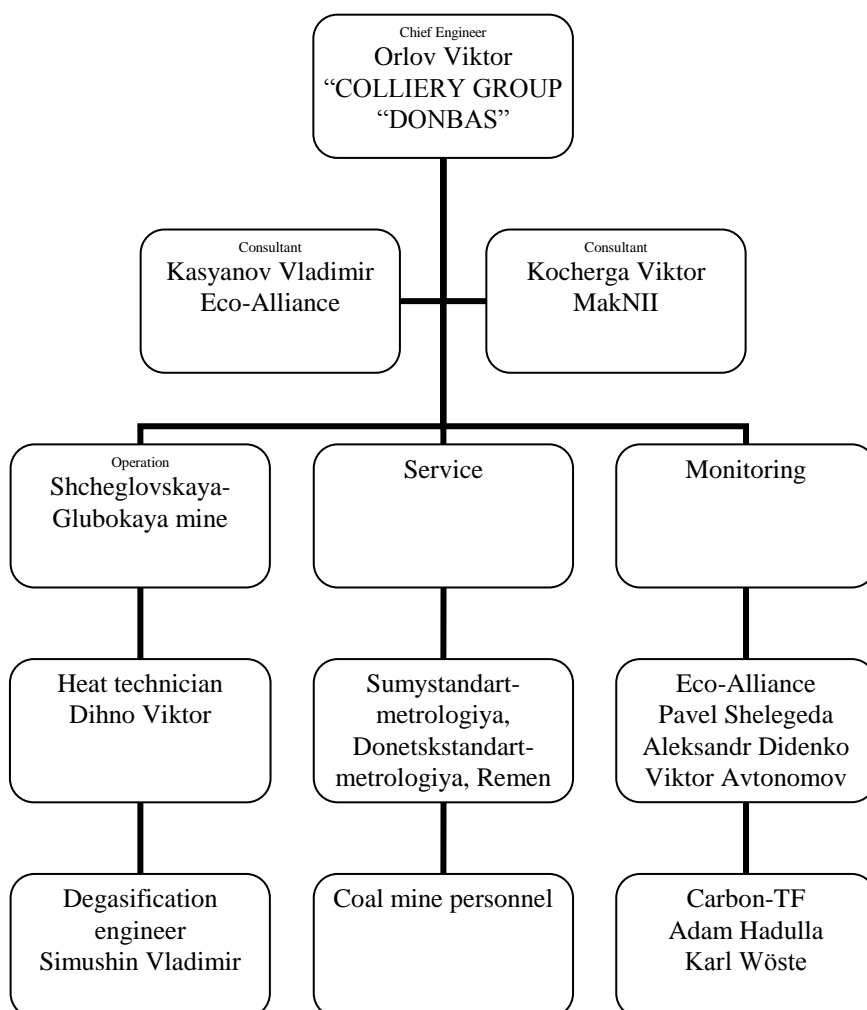 Chief Engineer
Orlov Viktor
“COLLIERY GROUP
“DONBAS”
Consultant
Kasyanov Vladimir
Eco-Alliance
Consultant
Kocherga Viktor
MakNII
Operation
Shcheglovskaya-
Glubokaya mine
Service
Monitoring
Heat technician
Dihno Viktor
Sumystandart-
metrologiya,
Donetskstandart-
metrologiya, Remen
Eco-Alliance
Pavel Shelegeda
Aleksandr Didenko
Viktor Avtonomov
Degasification
engineer
Simushin Vladimir
Coal mine personnel
Carbon-TF
Adam Hadulla
Karl Wöste